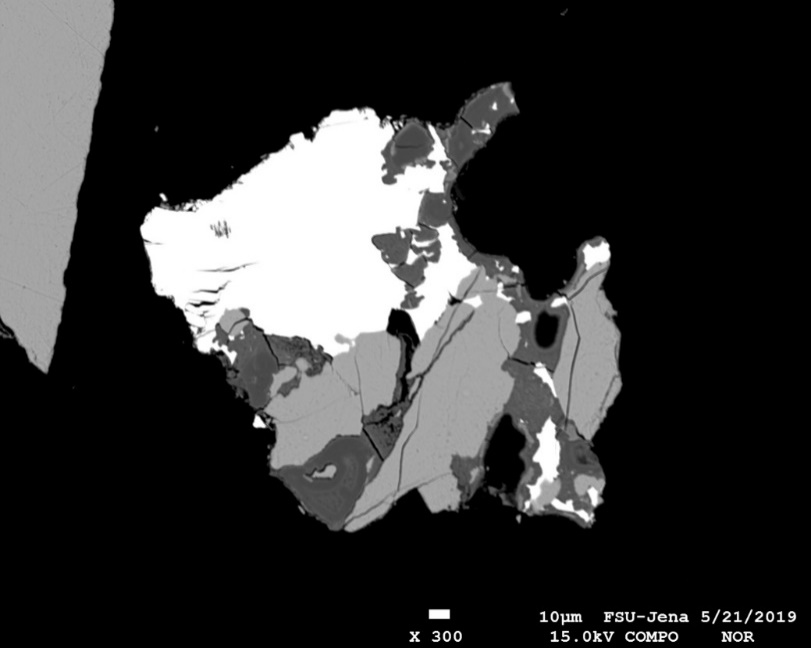 10µm FSU-Jena 5/21/2019
X 300 15.0kV COMPO NOR